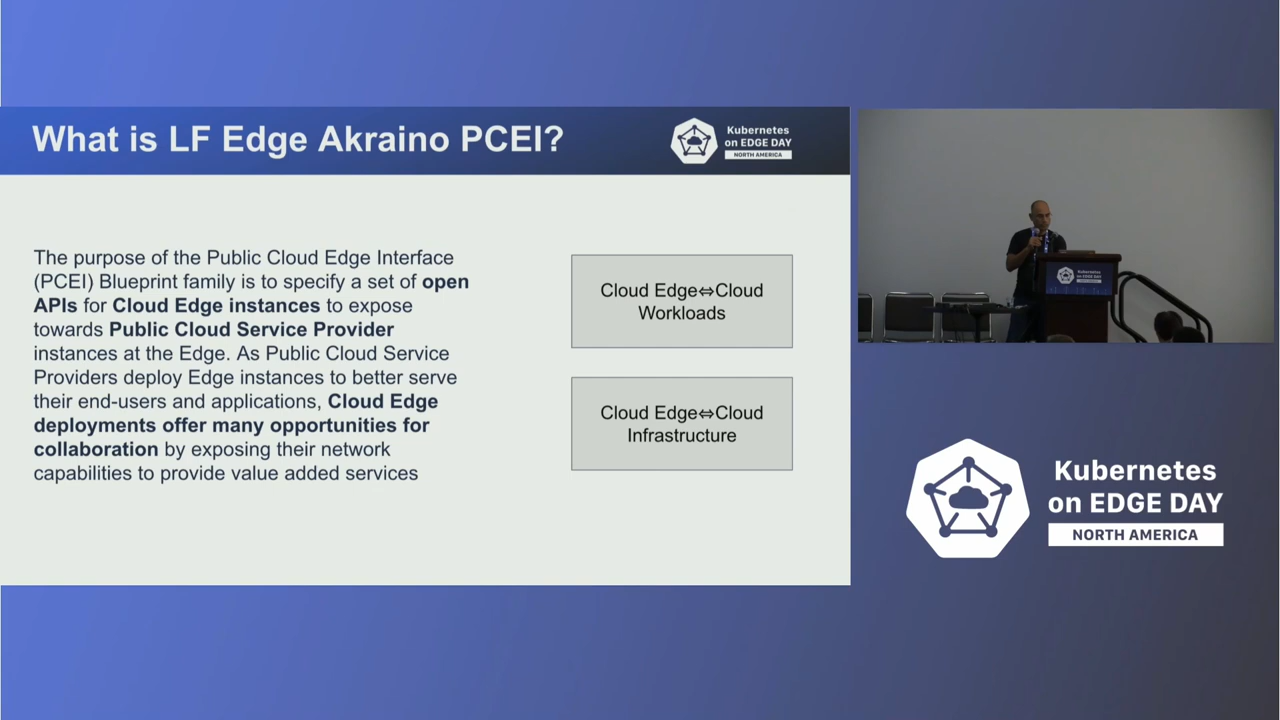 What is LF Edge Akraino PCEI?
Kubernetes
on EDGE DAY
NORTH AMERICA
The purpose of the Public Cloud Edge Interface
(PCEI) Blueprint family is to specify a set of open
APIs for Cloud Edge instances to expose
towards Public Cloud Service Provider
instances at the Edge. As Public Cloud Service
Providers deploy Edge instances to better serve
their end-users and applications, Cloud Edge
deployments offer many opportunities for
collaboration by exposing their network
capabilities to provide value added services
Cloud Edge⇔Cloud
Workloads
Cloud Edge⇔Cloud
Infrastructure
Kubernetes
on EDGE DAY
Kubernetes
on EDGE DAY
NORTH AMERICA